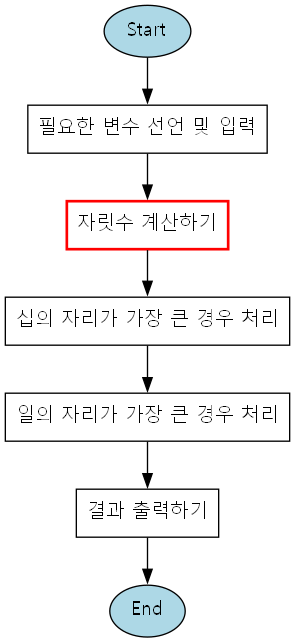 Start
필요한 변수 선언 및 입력
자릿수 계산하기
십의 자리가 가장 큰 경우 처리
일의 자리가 가장 큰 경우 처리
결과 출력하기
End